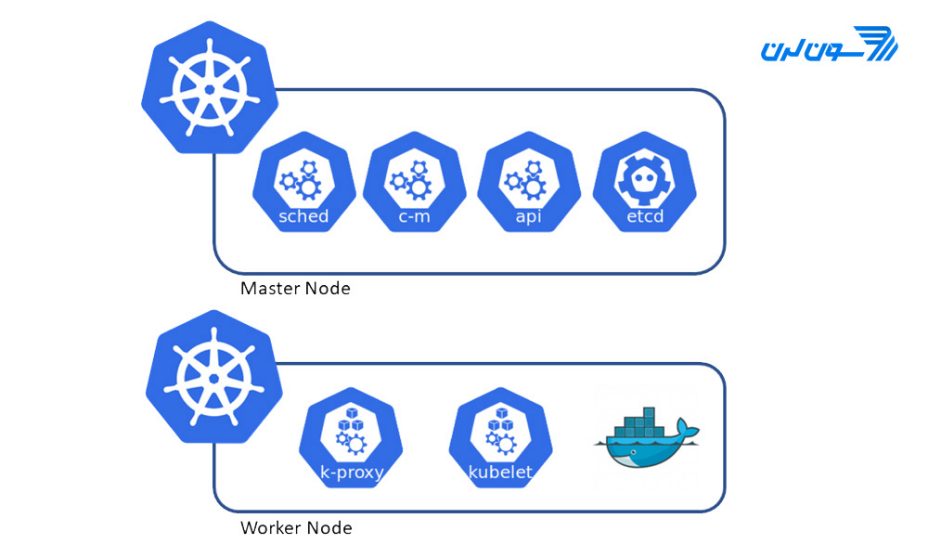 سون لرن
sched
c-m
api
etcd
Master Node
k-proxy
kubelet
Worker Node